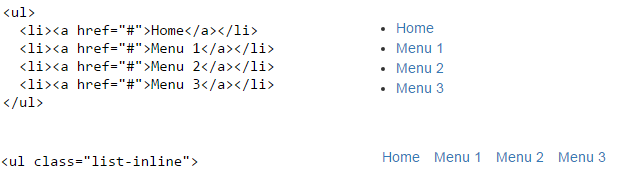 <ul>
  <li><a href="#">Home</a></li>
  <li><a href="#">Menu 1</a></li>
  <li><a href="#">Menu 2</a></li>
  <li><a href="#">Menu 3</a></li>
</ul>
• Home
• Menu 1
• Menu 2
• Menu 3
<ul class="list-inline">
Home Menu 1 Menu 2 Menu 3